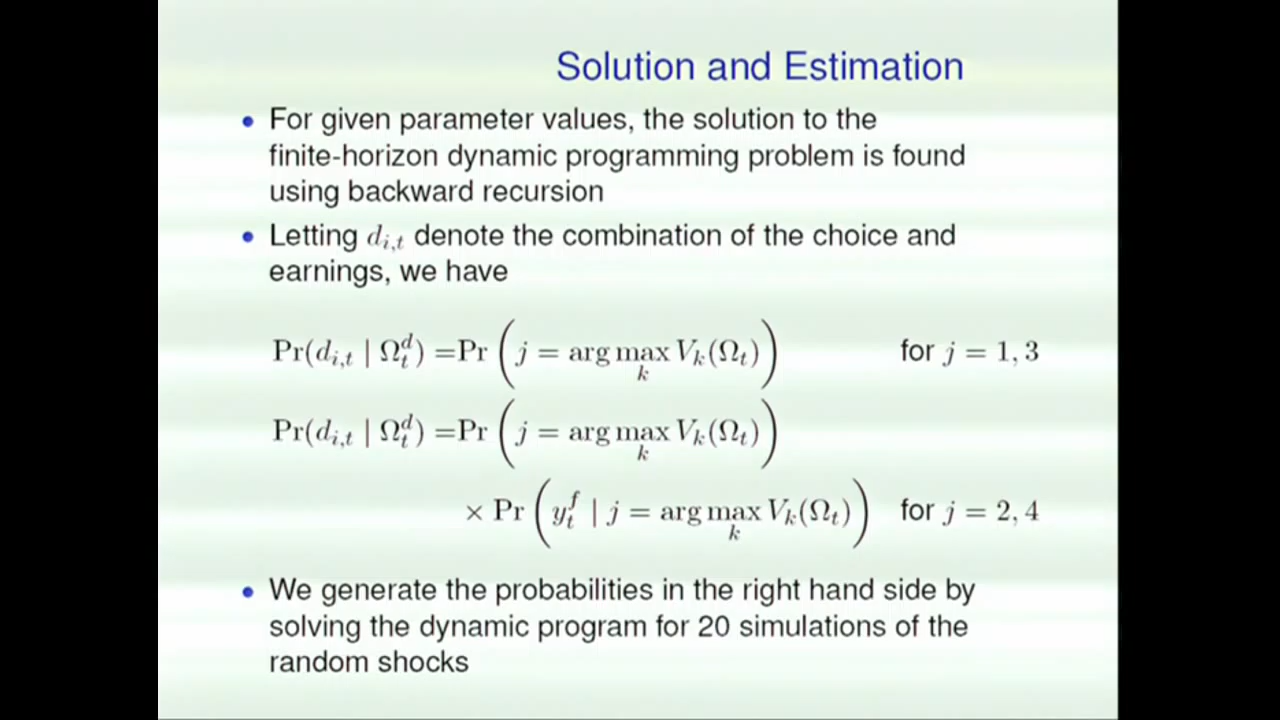 Solution and Estimation
• For given parameter values, the solution to the
finite-horizon dynamic programming problem is found
using backward recursion
• Letting d_{i,t} denote the combination of the choice and
earnings, we have
Pr(d_{i,t} | Ω_t^d) =Pr ( j = arg max_k V_k(Ω_t) ) for j = 1, 3
Pr(d_{i,t} | Ω_t^d) =Pr ( j = arg max_k V_k(Ω_t) )
× Pr ( y_t^f | j = arg max_k V_k(Ω_t) ) for j = 2, 4
• We generate the probabilities in the right hand side by
solving the dynamic program for 20 simulations of the
random shocks